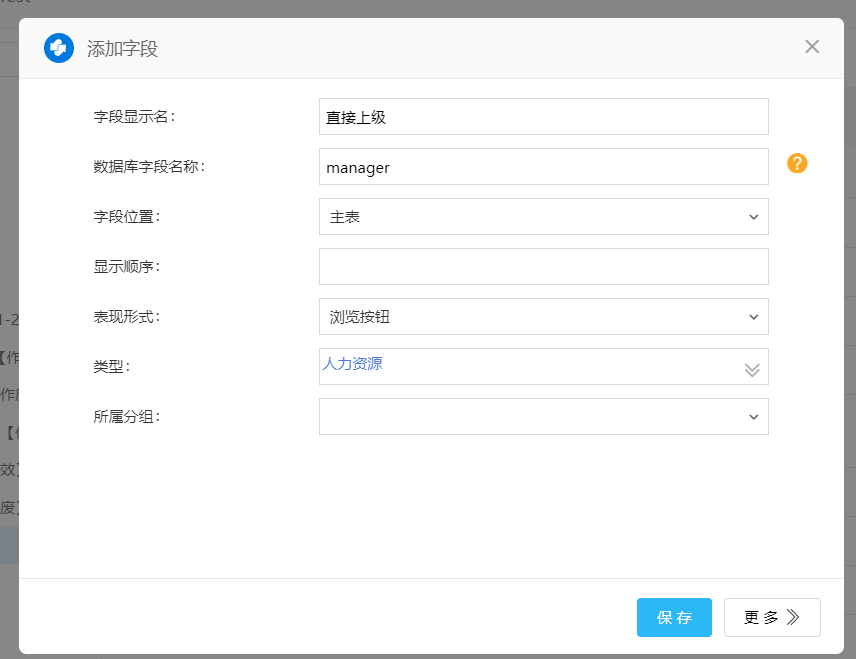 添加字段
字段显示名：
直接上级
数据库字段名称：
manager
?
字段位置：
主表
显示顺序：
表现形式：
浏览按钮
类型：
人力资源
所属分组：
保存
更多